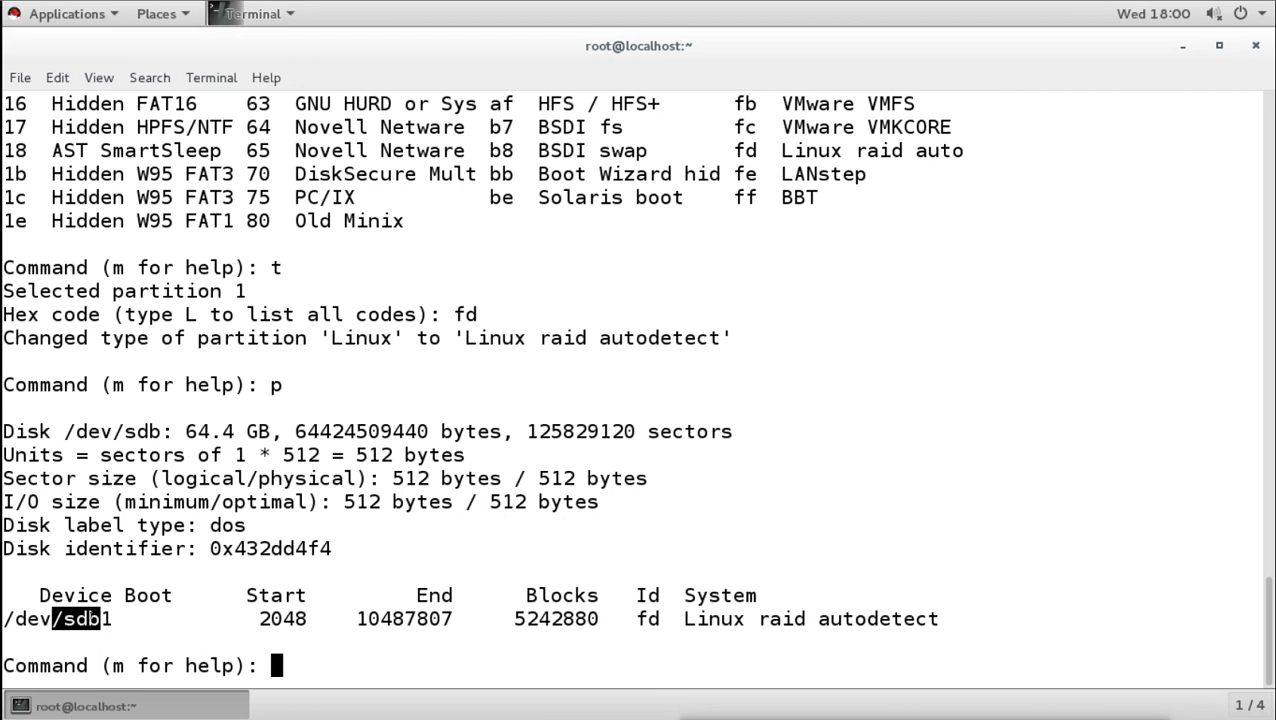 Applications Places Terminal Wed 18:00
root@localhost:~
File Edit View Search Terminal Help
16 Hidden FAT16 63 GNU HURD or Sys af HFS / HFS+ fb VMware VMFS
17 Hidden HPFS/NTF 64 Novell Netware b7 BSDI fs fc VMware VMKCORE
18 AST SmartSleep 65 Novell Netware b8 BSDI swap fd Linux raid auto
1b Hidden W95 FAT3 70 DiskSecure Mult bb Boot Wizard hid fe LANstep
1c Hidden W95 FAT3 75 PC/IX be Solaris boot ff BBT
1e Hidden W95 FAT1 80 Old Minix
Command (m for help): t
Selected partition 1
Hex code (type L to list all codes): fd
Changed type of partition 'Linux' to 'Linux raid autodetect'
Command (m for help): p
Disk /dev/sdb: 64.4 GB, 64424509440 bytes, 125829120 sectors
Units = sectors of 1 * 512 = 512 bytes
Sector size (logical/physical): 512 bytes / 512 bytes
I/O size (minimum/optimal): 512 bytes / 512 bytes
Disk label type: dos
Disk identifier: 0x432dd4f4
Device Boot Start End Blocks Id System
/dev/sdb1 2048 10487807 5242880 fd Linux raid autodetect
Command (m for help):
root@localhost:~ 1 / 4